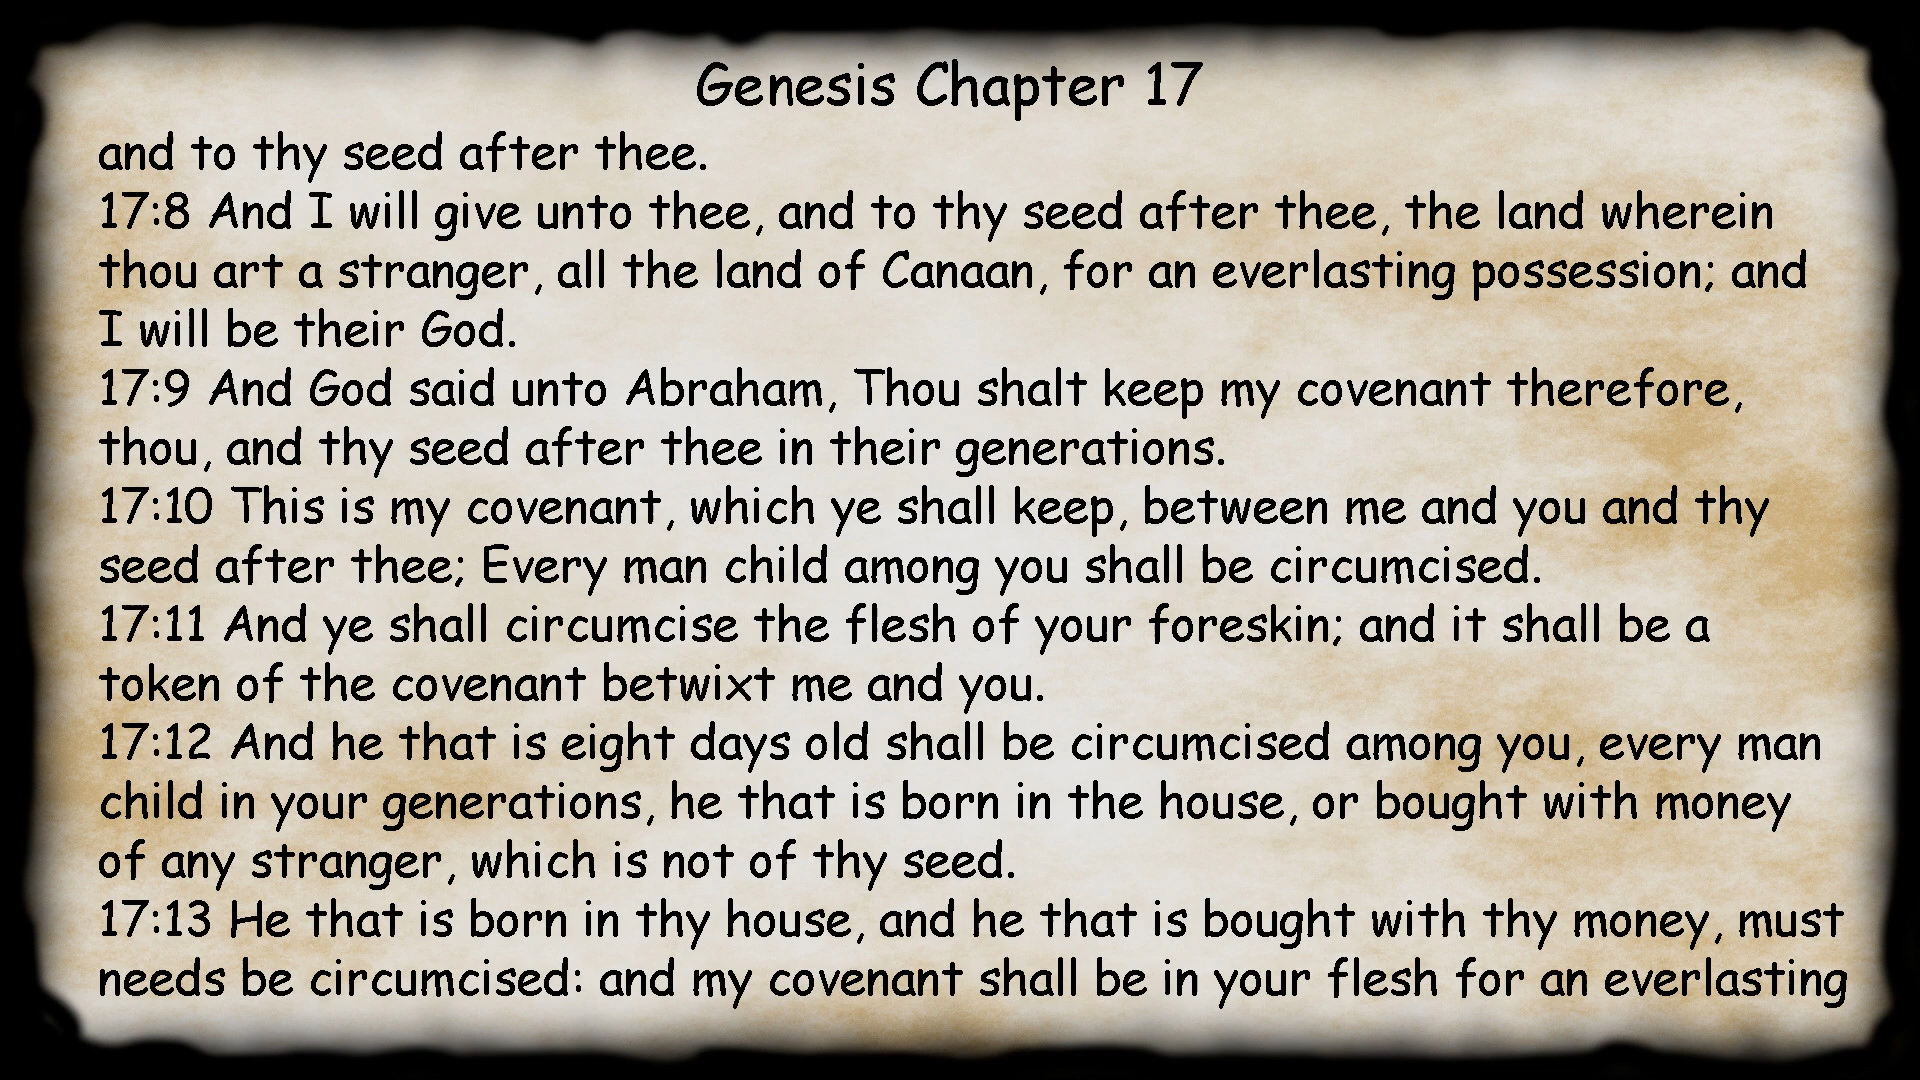 Genesis Chapter 17
and to thy seed after thee.
17:8 And I will give unto thee, and to thy seed after thee, the land wherein
thou art a stranger, all the land of Canaan, for an everlasting possession; and
I will be their God.
17:9 And God said unto Abraham, Thou shalt keep my covenant therefore,
thou, and thy seed after thee in their generations.
17:10 This is my covenant, which ye shall keep, between me and you and thy
seed after thee; Every man child among you shall be circumcised.
17:11 And ye shall circumcise the flesh of your foreskin; and it shall be a
token of the covenant betwixt me and you.
17:12 And he that is eight days old shall be circumcised among you, every man
child in your generations, he that is born in the house, or bought with money
of any stranger, which is not of thy seed.
17:13 He that is born in thy house, and he that is bought with thy money, must
needs be circumcised: and my covenant shall be in your flesh for an everlasting